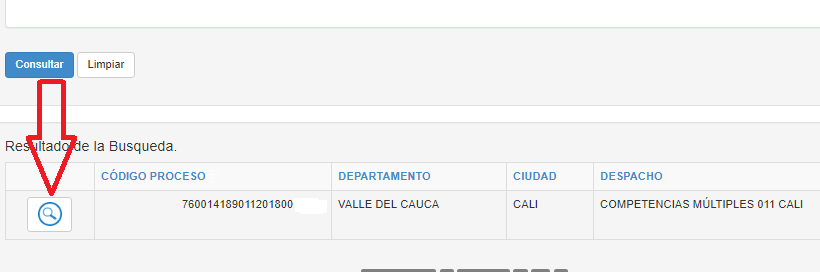 Consultar Limpiar
Resultado de la Busqueda.
CÓDIGO PROCESO DEPARTAMENTO CIUDAD DESPACHO
760014189011201800 VALLE DEL CAUCA CALI COMPETENCIAS MÚLTIPLES 011 CALI